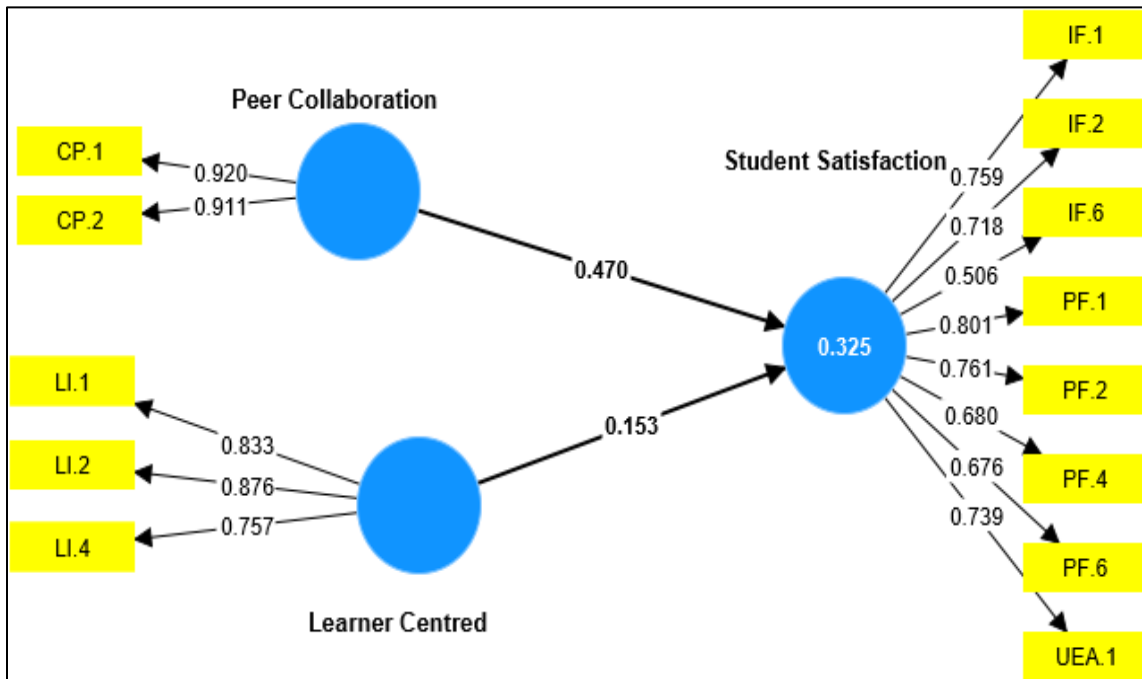 Peer Collaboration
CP.1
0.920
CP.2
0.911
LI.1
0.833
LI.2
0.876
LI.4
0.757
Learner Centred
0.470
0.153
Student Satisfaction
0.325
IF.1
0.759
IF.2
0.718
IF.6
0.506
PF.1
0.801
PF.2
0.761
PF.4
0.680
PF.6
0.676
UEA.1
0.739